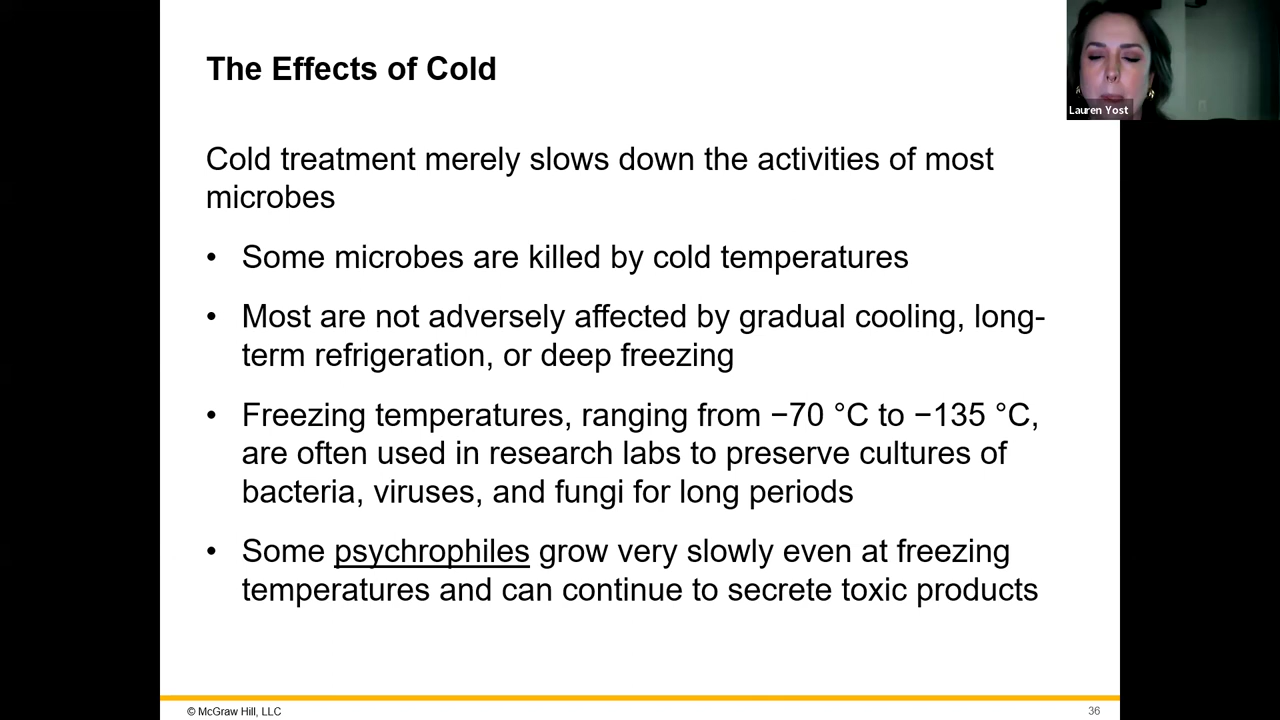 The Effects of Cold
Lauren Yost
Cold treatment merely slows down the activities of most
microbes
• Some microbes are killed by cold temperatures
• Most are not adversely affected by gradual cooling, long-
term refrigeration, or deep freezing
• Freezing temperatures, ranging from −70 °C to −135 °C,
are often used in research labs to preserve cultures of
bacteria, viruses, and fungi for long periods
• Some psychrophiles grow very slowly even at freezing
temperatures and can continue to secrete toxic products
© McGraw Hill, LLC
36